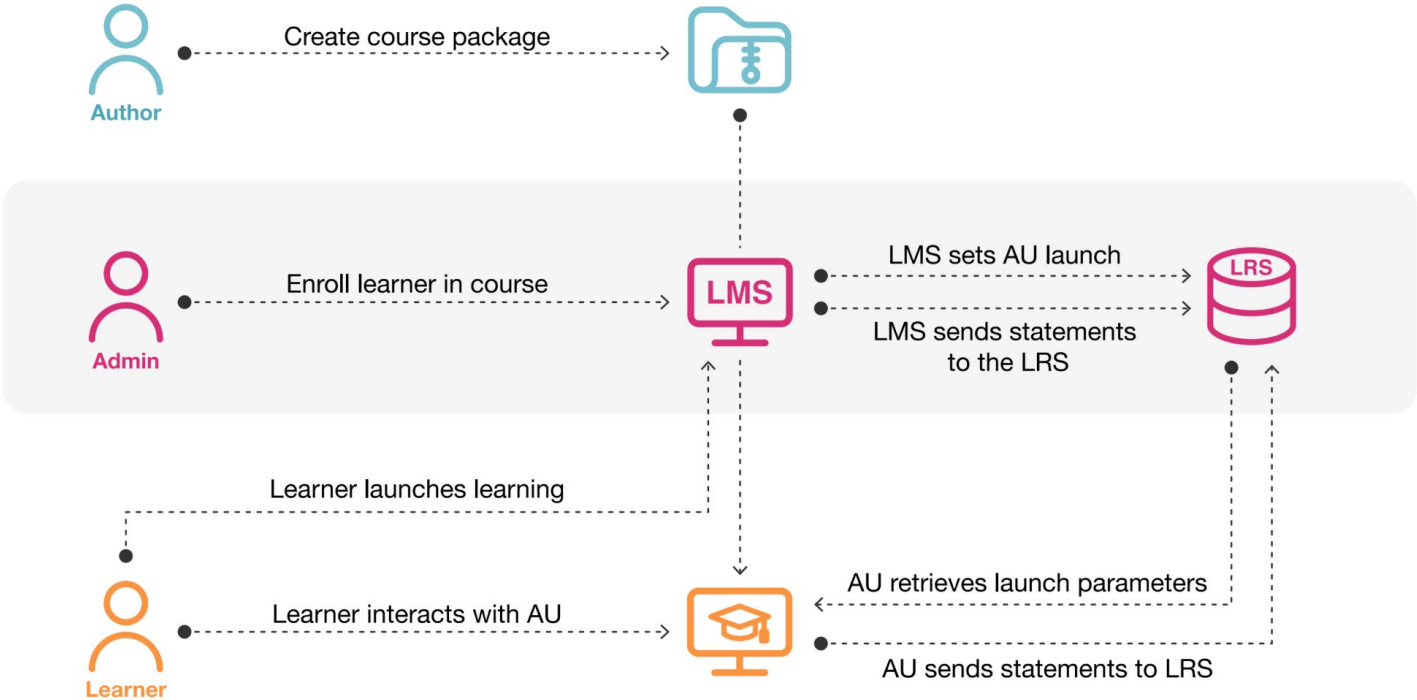 Create course package
Author
LMS sets AU launch
LRS
Enroll learner in course
LMS
LMS sends statements
to the LRS
Admin
Learner launches learning
AU retrieves launch parameters
Learner interacts with AU
AU sends statements to LRS
Learner